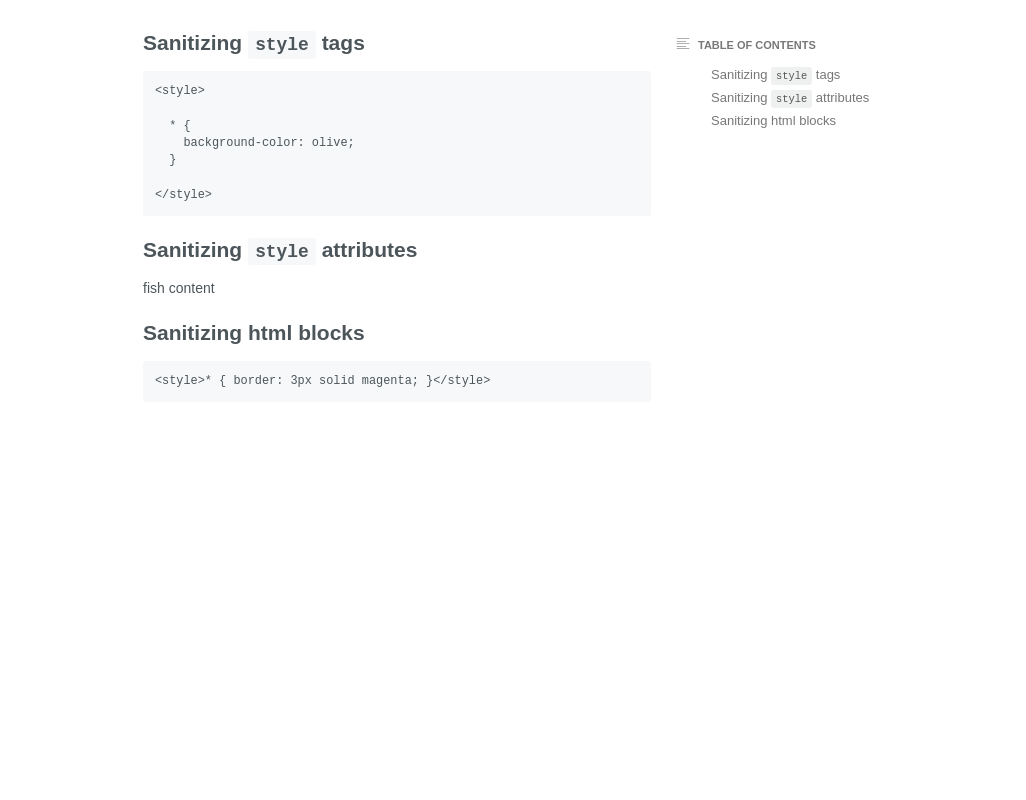 Sanitizing style tags
<style>
* {
background-color: olive;
}
</style>
Sanitizing style attributes
fish content
Sanitizing html blocks
<style>* { border: 3px solid magenta; }</style>
TABLE OF CONTENTS
Sanitizing style tags
Sanitizing style attributes
Sanitizing html blocks